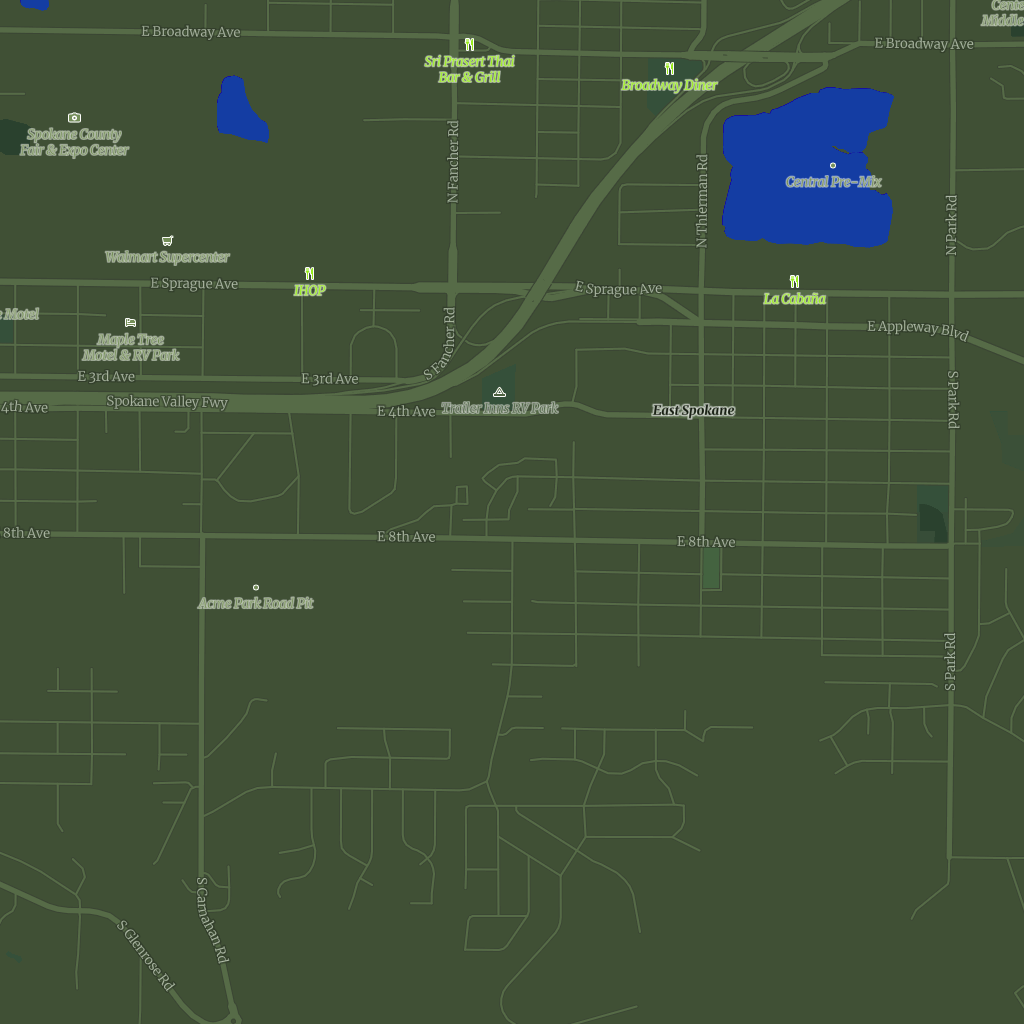 Cente
Middle
E Broadway Ave
E Broadway Ave
Sri Prasert Thai
Bar & Grill
Broadway Diner
Spokane County
Fair & Expo Center
N Fancher Rd
N Thierman Rd
Central Pre-Mix
N Park Rd
Walmart Supercenter
E Sprague Ave
IHOP
E Sprague Ave
La Cabaña
Motel
Maple Tree
Motel & RV Park
S Fancher Rd
E Appleway Blvd
E 3rd Ave
E 3rd Ave
4th Ave
Spokane Valley Fwy
E 4th Ave
Trailer Inns RV Park
East Spokane
S Park Rd
8th Ave
E 8th Ave
E 8th Ave
Acme Park Road Pit
S Park Rd
S Carnahan Rd
S Glenrose Rd